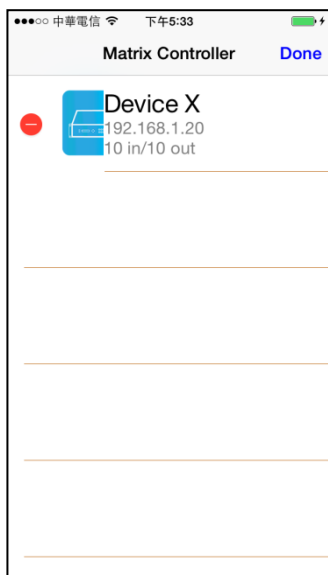 中華電信 下午5:33
Matrix Controller Done
Device X
192.168.1.20
10 in/10 out